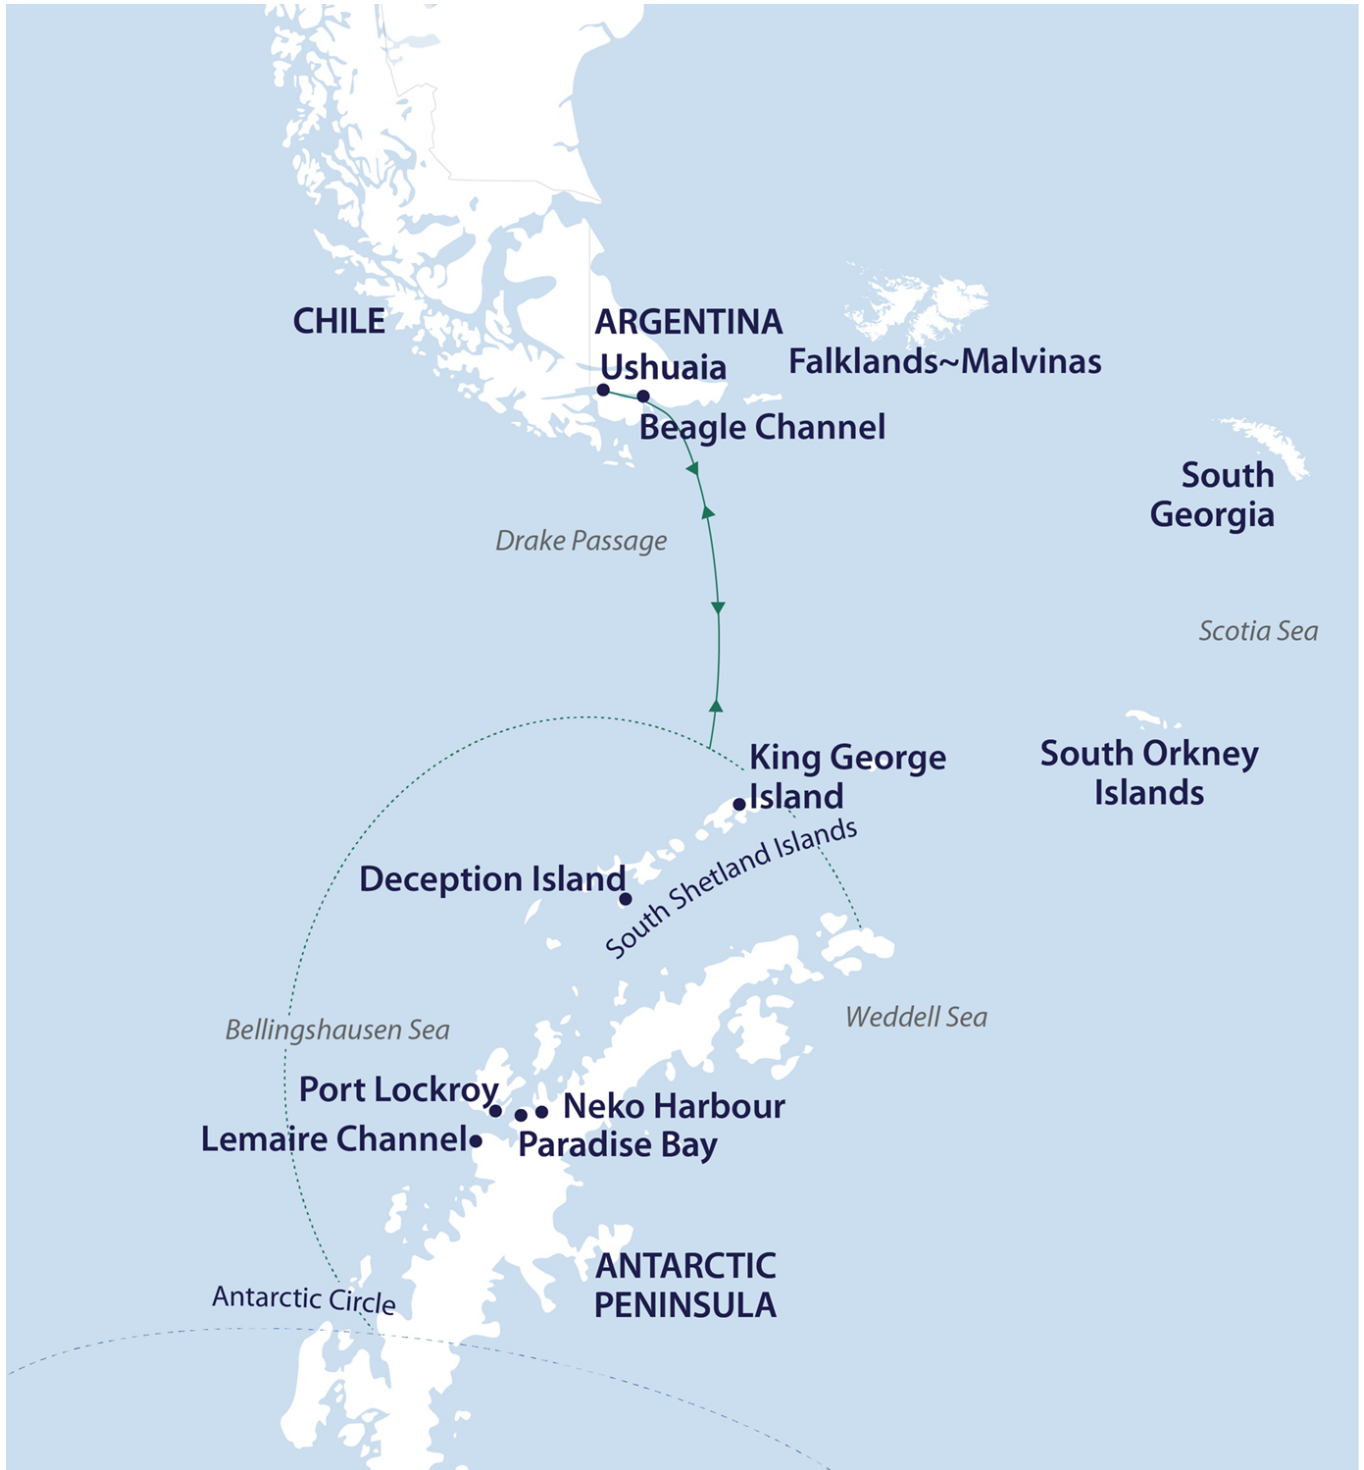 CHILE
ARGENTINA
Ushuaia
Falklands~Malvinas
Beagle Channel
South
Georgia
Drake Passage
Scotia Sea
King George
Island
South Orkney
Islands
South Shetland Islands
Deception Island
Weddell Sea
Bellingshausen Sea
Port Lockroy
Neko Harbour
Lemaire Channel
Paradise Bay
ANTARCTIC
PENINSULA
Antarctic Circle